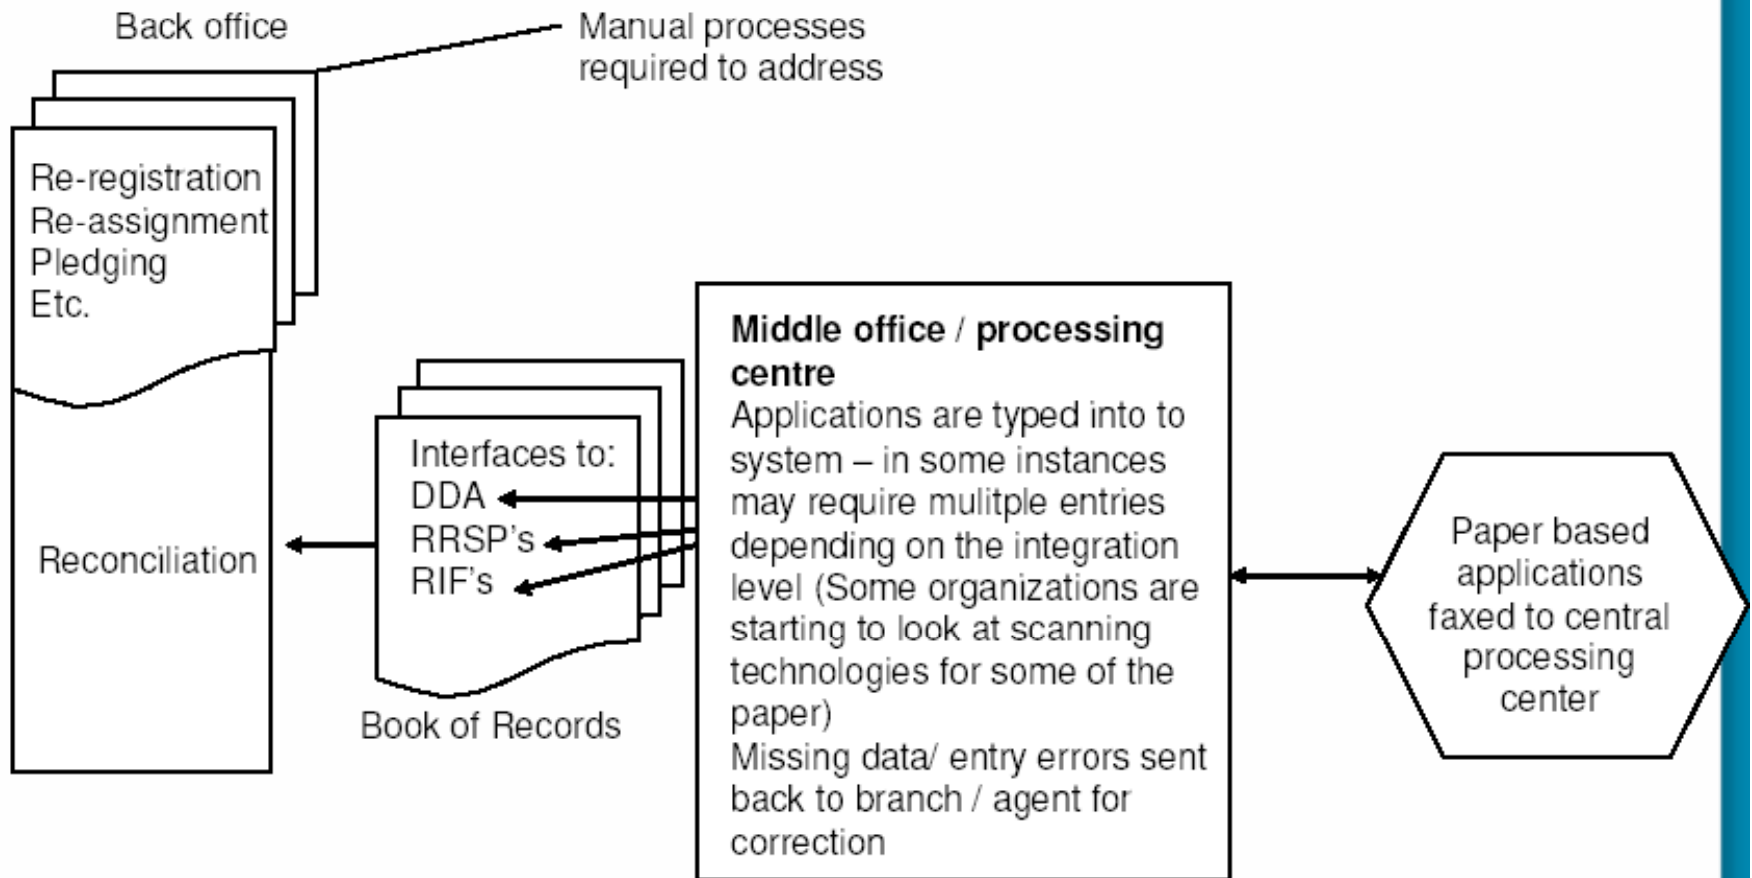 Back office
Manual processes
required to address
Re-registration
Re-assignment
Pledging
Etc.
Reconciliation
Interfaces to:
DDA
RRSP's
RIF's
Book of Records
Middle office / processing
centre
Applications are typed into to
system – in some instances
may require mulitple entries
depending on the integration
level (Some organizations are
starting to look at scanning
technologies for some of the
paper)
Missing data/ entry errors sent
back to branch / agent for
correction
Paper based
applications
faxed to central
processing
center